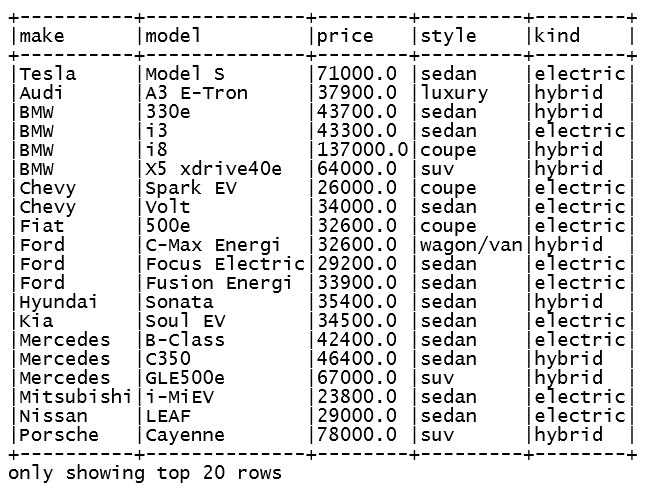 +-----------+--------------+--------+---------+--------+
|make       |model         |price   |style    |kind    |
+-----------+--------------+--------+---------+--------+
|Tesla      |Model S       |71000.0 |sedan    |electric|
|Audi       |A3 E-Tron     |37900.0 |luxury   |hybrid  |
|BMW        |330e          |43700.0 |sedan    |hybrid  |
|BMW        |i3            |43300.0 |sedan    |electric|
|BMW        |i8            |137000.0|coupe    |hybrid  |
|BMW        |X5 xdrive40e  |64000.0 |suv      |hybrid  |
|Chevy      |Spark EV      |26000.0 |coupe    |electric|
|Chevy      |Volt          |34000.0 |sedan    |electric|
|Fiat       |500e          |32600.0 |coupe    |electric|
|Ford       |C-Max Energi  |32600.0 |wagon/van|hybrid  |
|Ford       |Focus Electric|29200.0 |sedan    |electric|
|Ford       |Fusion Energi |33900.0 |sedan    |electric|
|Hyundai    |Sonata        |35400.0 |sedan    |hybrid  |
|Kia        |Soul EV       |34500.0 |sedan    |electric|
|Mercedes   |B-Class       |42400.0 |sedan    |electric|
|Mercedes   |C350          |46400.0 |sedan    |hybrid  |
|Mercedes   |GLE500e       |67000.0 |suv      |hybrid  |
|Mitsubishi|i-MiEV        |23800.0 |sedan    |electric|
|Nissan     |LEAF          |29000.0 |sedan    |electric|
|Porsche    |Cayenne       |78000.0 |suv      |hybrid  |
+-----------+--------------+--------+---------+--------+
only showing top 20 rows